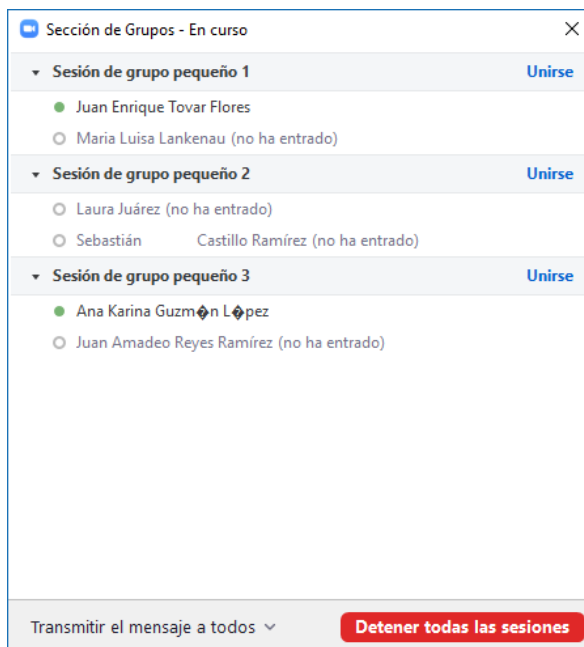 Sección de Grupos - En curso
Sesión de grupo pequeño 1 Unirse
Juan Enrique Tovar Flores
Maria Luisa Lankenau (no ha entrado)
Sesión de grupo pequeño 2 Unirse
Laura Juárez (no ha entrado)
Sebastián Castillo Ramírez (no ha entrado)
Sesión de grupo pequeño 3 Unirse
Ana Karina Guzm�n L�pez
Juan Amadeo Reyes Ramírez (no ha entrado)
Transmitir el mensaje a todos Detener todas las sesiones